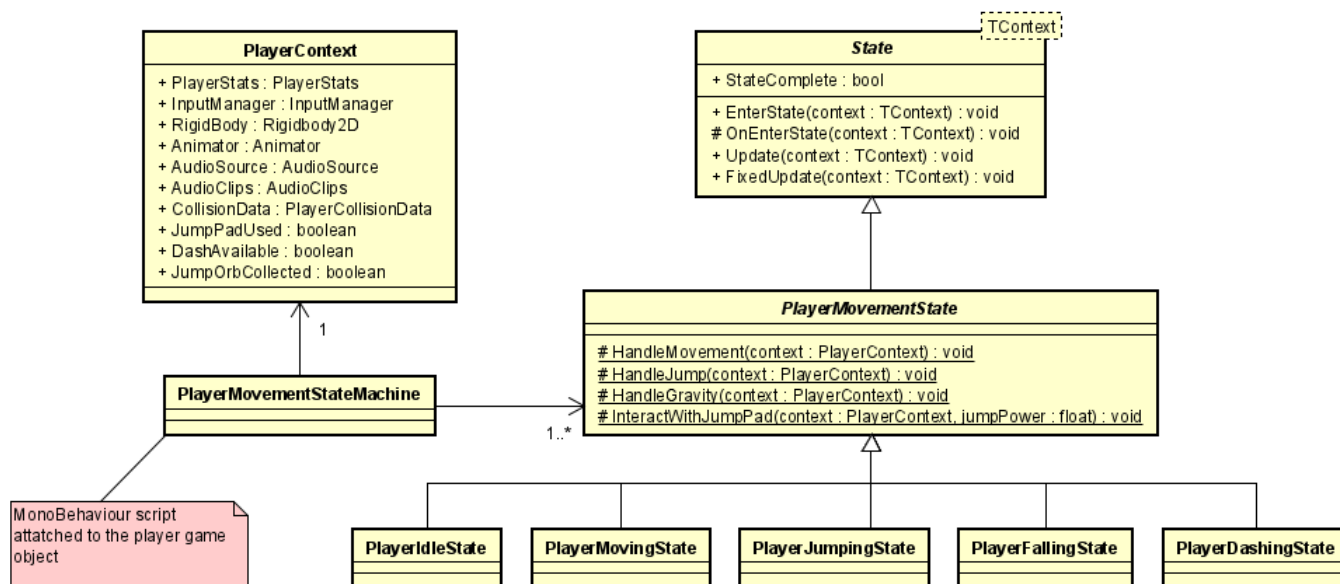 PlayerContext
+ PlayerStats : PlayerStats
+ InputManager : InputManager
+ RigidBody : Rigidbody2D
+ Animator : Animator
+ AudioSource : AudioSource
+ AudioClips : AudioClips
+ CollisionData : PlayerCollisionData
+ JumpPadUsed : boolean
+ DashAvailable : boolean
+ JumpOrbCollected : boolean
TContext
State
+ StateComplete : bool
+ EnterState(context : TContext) : void
# OnEnterState(context : TContext) : void
+ Update(context : TContext) : void
+ FixedUpdate(context : TContext) : void
1
PlayerMovementStateMachine
1..*
PlayerMovementState
# HandleMovement(context : PlayerContext) : void
# HandleJump(context : PlayerContext) : void
# HandleGravity(context : PlayerContext) : void
# InteractWithJumpPad(context : PlayerContext, jumpPower : float) : void
MonoBehaviour script
attatched to the player game
object
PlayerIdleState
PlayerMovingState
PlayerJumpingState
PlayerFallingState
PlayerDashingState